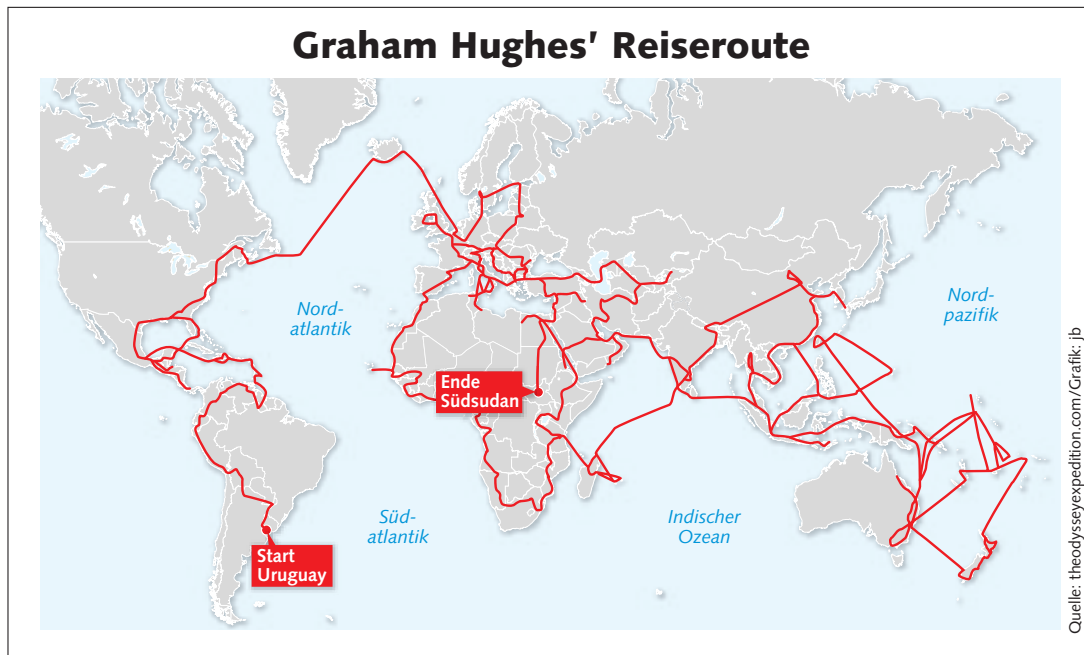 Graham Hughes’ Reiseroute
Nord-
atlantik
Nord-
pazifik
Ende
Südsudan
Süd-
atlantik
Indischer
Ozean
Start
Uruguay
Quelle: theodysseyexpedition.com/Grafik: jb